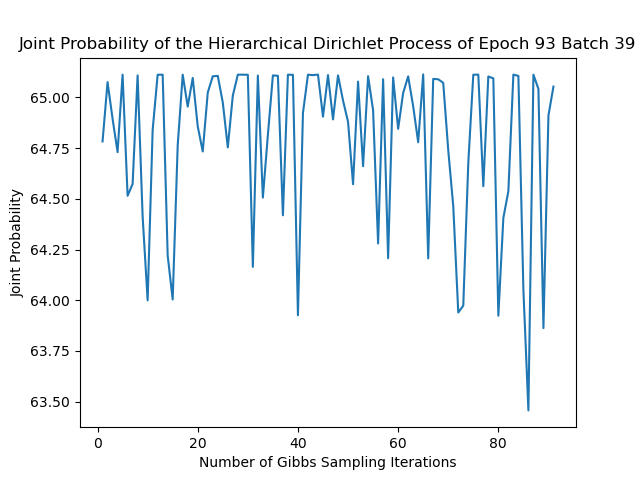 Joint Probability of the Hierarchical Dirichlet Process of Epoch 93 Batch 39
65.00
64.75
64.50
64.25
64.00
63.75
63.50
Joint Probability
0 20 40 60 80
Number of Gibbs Sampling Iterations